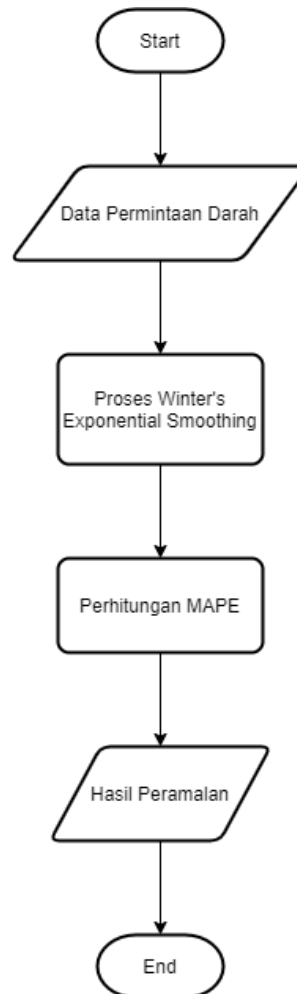 Start
Data Permintaan Darah
Proses Winter's
Exponential Smoothing
Perhitungan MAPE
Hasil Peramalan
End